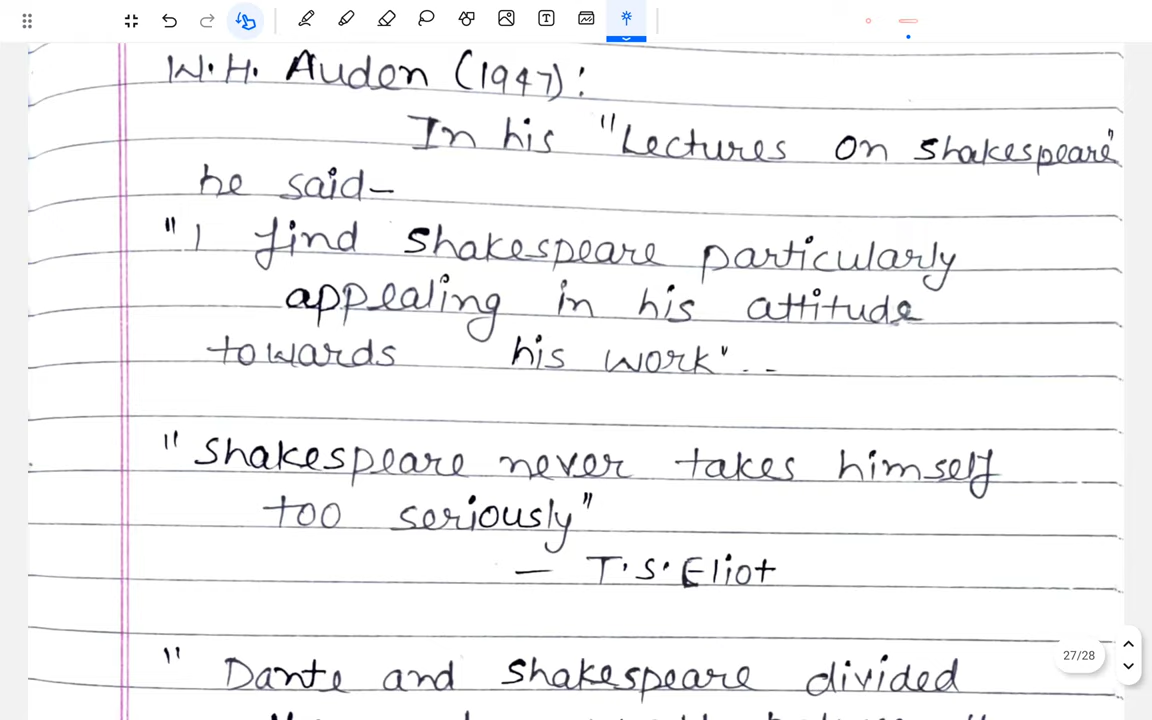 W.H. Auden (1947):
In his "Lectures on Shakespeare"
he said-
"I find Shakespeare particularly
appealing in his attitude
towards his work"..
"Shakespeare never takes himself
too seriously"
— T.S. Eliot
27/28
" Dante and Shakespeare divided